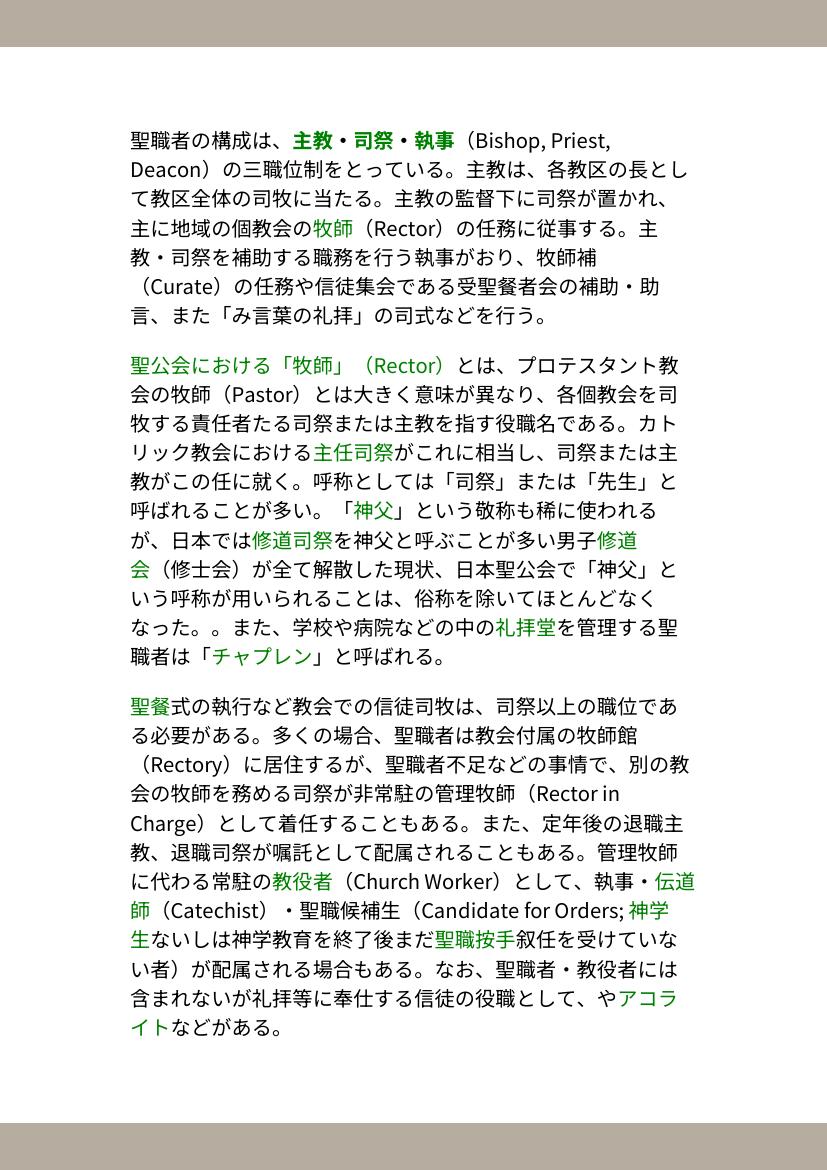 聖職者の構成は、主教・司祭・執事（Bishop, Priest,
Deacon）の三職位制をとっている。主教は、各教区の長とし
て教区全体の司牧に当たる。主教の監督下に司祭が置かれ、
主に地域の個教会の牧師（Rector）の任務に従事する。主
教・司祭を補助する職務を行う執事がおり、牧師補
（Curate）の任務や信徒集会である受聖餐者会の補助・助
言、また「み言葉の礼拝」の司式などを行う。
聖公会における「牧師」（Rector）とは、プロテスタント教
会の牧師（Pastor）とは大きく意味が異なり、各個教会を司
牧する責任者たる司祭または主教を指す役職名である。カト
リック教会における主任司祭がこれに相当し、司祭または主
教がこの任に就く。呼称としては「司祭」または「先生」と
呼ばれることが多い。「神父」という敬称も稀に使われる
が、日本では修道司祭を神父と呼ぶことが多い男子修道
会（修士会）が全て解散した現状、日本聖公会で「神父」と
いう呼称が用いられることは、俗称を除いてほとんどなく
なった。。また、学校や病院などの中の礼拝堂を管理する聖
職者は「チャプレン」と呼ばれる。
聖餐式の執行など教会での信徒司牧は、司祭以上の職位であ
る必要がある。多くの場合、聖職者は教会付属の牧師館
（Rectory）に居住するが、聖職者不足などの事情で、別の教
会の牧師を務める司祭が非常駐の管理牧師（Rector in
Charge）として着任することもある。また、定年後の退職主
教、退職司祭が嘱託として配属されることもある。管理牧師
に代わる常駐の教役者（Church Worker）として、執事・伝道
師（Catechist）・聖職候補生（Candidate for Orders; 神学
生ないしは神学教育を終了後まだ聖職按手叙任を受けていな
い者）が配属される場合もある。なお、聖職者・教役者には
含まれないが礼拝等に奉仕する信徒の役職として、やアコラ
イトなどがある。